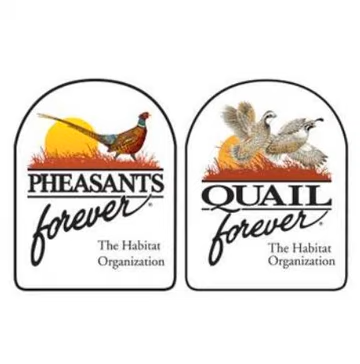 PHEASANTS
forever®
The Habitat
Organization
QUAIL
forever®
The Habitat
Organization